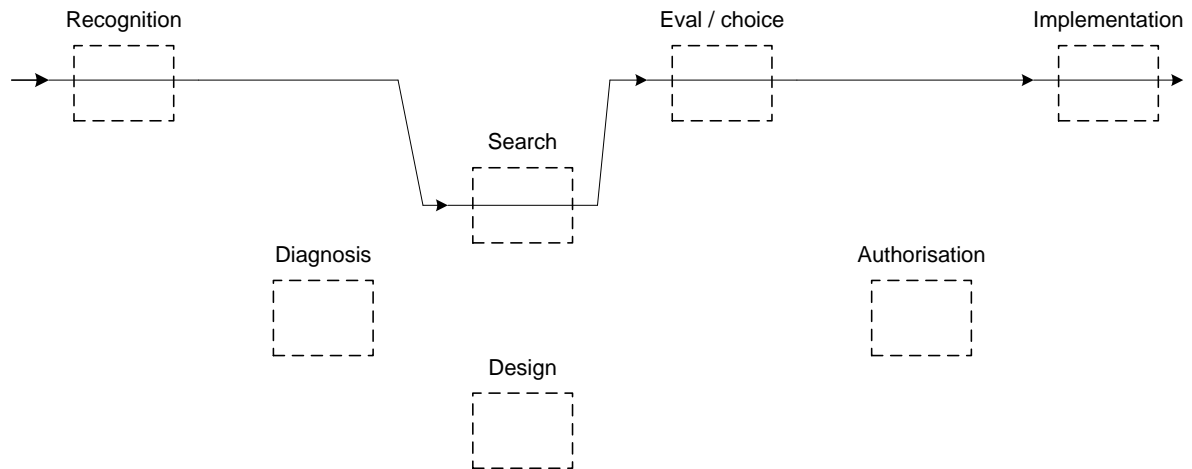 Recognition
Eval / choice
Implementation
Search
Diagnosis
Authorisation
Design